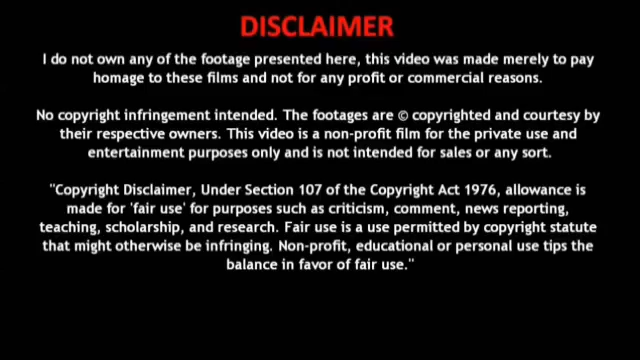 DISCLAIMER
I do not own any of the footage presented here, this video was made merely to pay
homage to these films and not for any profit or commercial reasons.
No copyright infringement intended. The footages are © copyrighted and courtesy by
their respective owners. This video is a non-profit film for the private use and
entertainment purposes only and is not intended for sales or any sort.
"Copyright Disclaimer, Under Section 107 of the Copyright Act 1976, allowance is
made for 'fair use' for purposes such as criticism, comment, news reporting,
teaching, scholarship, and research. Fair use is a use permitted by copyright statute
that might otherwise be infringing. Non-profit, educational or personal use tips the
balance in favor of fair use."